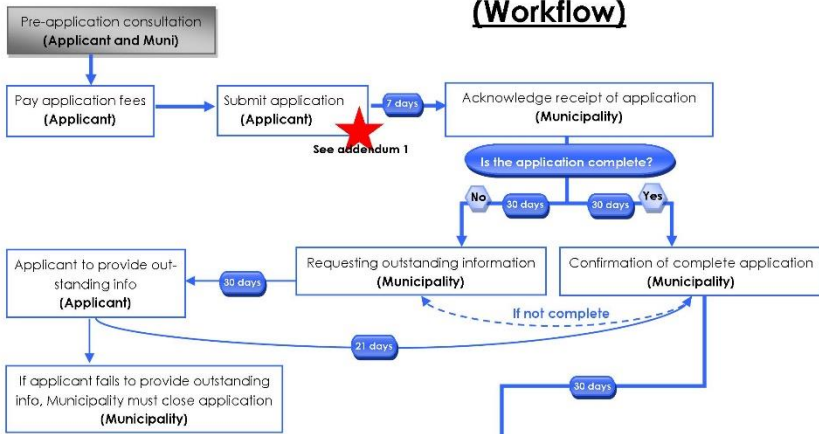 (Workflow)
Pre-application consultation
(Applicant and Muni)
Pay application fees
(Applicant)
Submit application
(Applicant)
7 days
Acknowledge receipt of application
(Municipality)
See addendum 1
Is the application complete?
No
30 days
30 days
Yes
Applicant to provide out-
standing info
(Applicant)
30 days
Requesting outstanding information
(Municipality)
Confirmation of complete application
(Municipality)
If not complete
21 days
If applicant fails to provide outstanding
info, Municipality must close application
(Municipality)
30 days